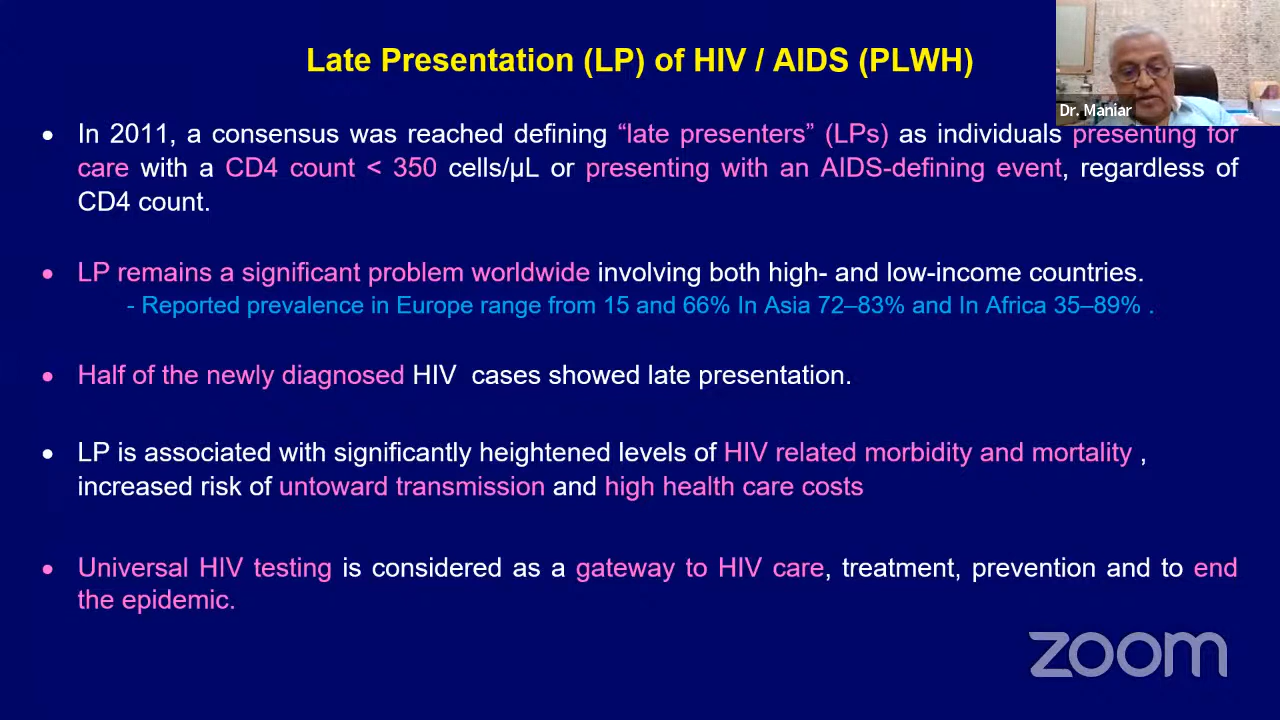 Late Presentation (LP) of HIV / AIDS (PLWH)
Dr. Maniar
• In 2011, a consensus was reached defining “late presenters” (LPs) as individuals presenting for
care with a CD4 count < 350 cells/µL or presenting with an AIDS-defining event, regardless of
CD4 count.
• LP remains a significant problem worldwide involving both high- and low-income countries.
- Reported prevalence in Europe range from 15 and 66% In Asia 72–83% and In Africa 35–89% .
• Half of the newly diagnosed HIV cases showed late presentation.
• LP is associated with significantly heightened levels of HIV related morbidity and mortality ,
increased risk of untoward transmission and high health care costs
• Universal HIV testing is considered as a gateway to HIV care, treatment, prevention and to end
the epidemic.
zoom